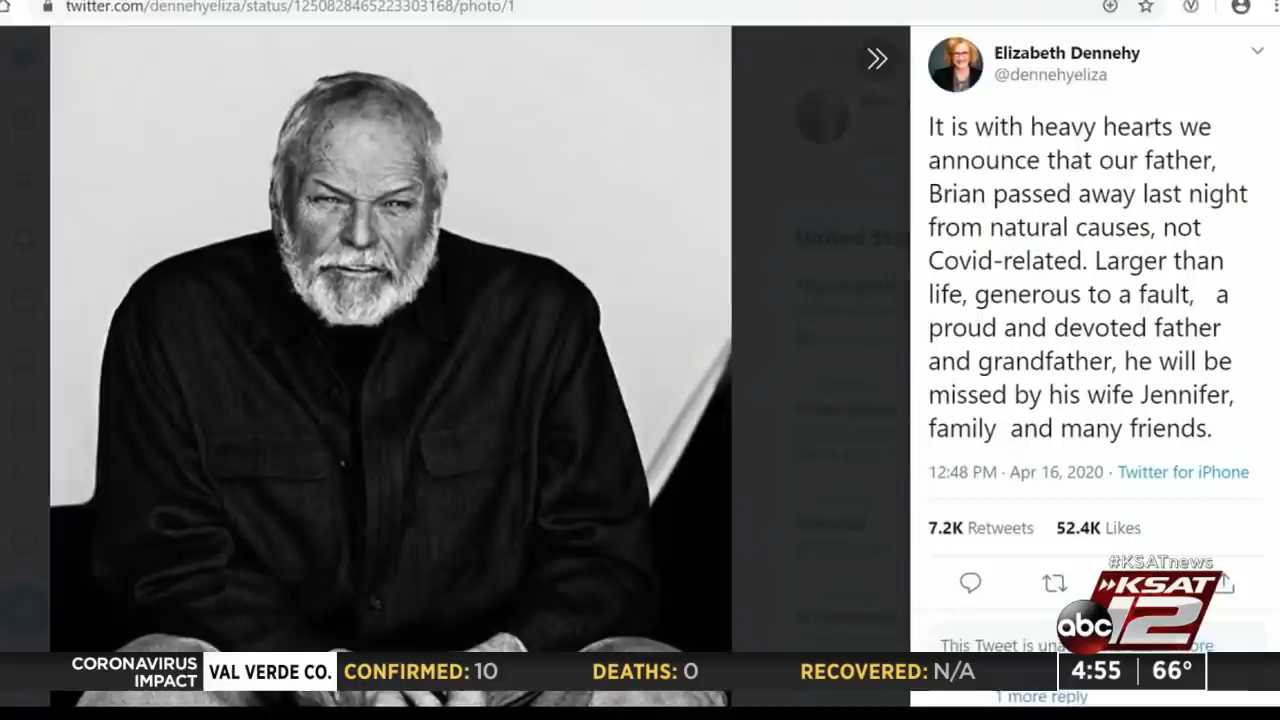 twitter.com/dennehyeliza/status/1250828465223303168/photo/1
Elizabeth Dennehy
@dennehyeliza
It is with heavy hearts we
announce that our father,
Brian passed away last night
from natural causes, not
Covid-related. Larger than
life, generous to a fault, a
proud and devoted father
and grandfather, he will be
missed by his wife Jennifer,
family and many friends.
12:48 PM · Apr 16, 2020 · Twitter for iPhone
7.2K Retweets 52.4K Likes
#KSATnews
KSAT
abc 12
This Tweet is
CORONAVIRUS
IMPACT
VAL VERDE CO. CONFIRMED: 10 DEATHS: 0 RECOVERED: N/A
4:55 66°
1 more reply